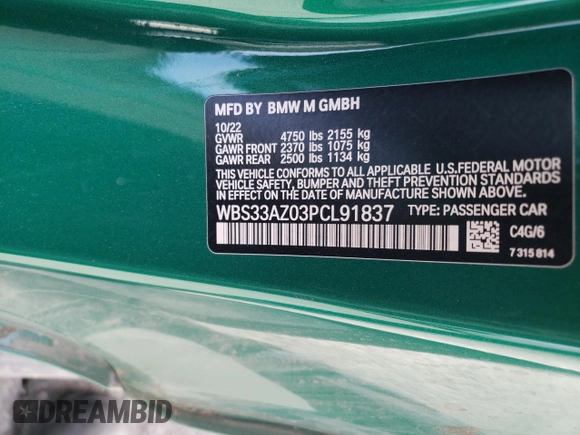 MFD BY BMW M GMBH
10/22
GVWR 4750 lbs 2155 kg
GAWR FRONT 2370 lbs 1075 kg
GAWR REAR 2500 lbs 1134 kg
THIS VEHICLE CONFORMS TO ALL APPLICABLE U.S.FEDERAL MOTOR
VEHICLE SAFETY, BUMPER AND THEFT PREVENTION STANDARDS
IN EFFECT ON THE DATE OF MANUFACTURE SHOWN ABOVE.
WBS33AZ03PCL91837 TYPE: PASSENGER CAR
C4G/6
7 315 814
DREAMBID